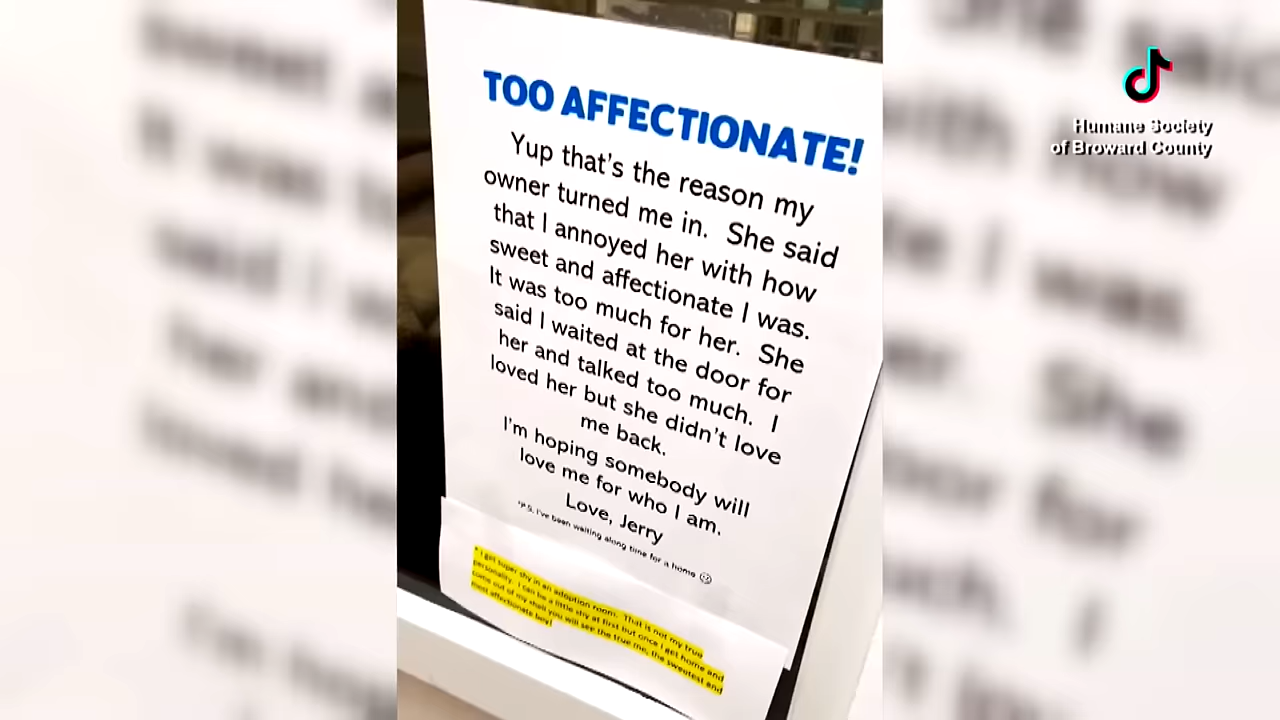 TOO AFFECTIONATE!
Yup that's the reason my
owner turned me in. She said
that I annoyed her with how
sweet and affectionate I was.
It was too much for her. She
said I waited at the door for
her and talked too much. I
loved her but she didn't love
me back.
I'm hoping somebody will
love me for who I am.
Love, Jerry
*P.S. I've been waiting along time for a home
* I get super shy in an adoption room. That is not my true
personality. I can be a little shy at first but once I get home and
come out of my shell you will see the true me, the sweetest and
most affectionate boy!
Humane Society
of Broward County